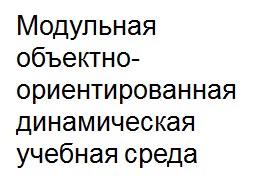 Модульная
объектно-
ориентированная
динамическая
учебная среда